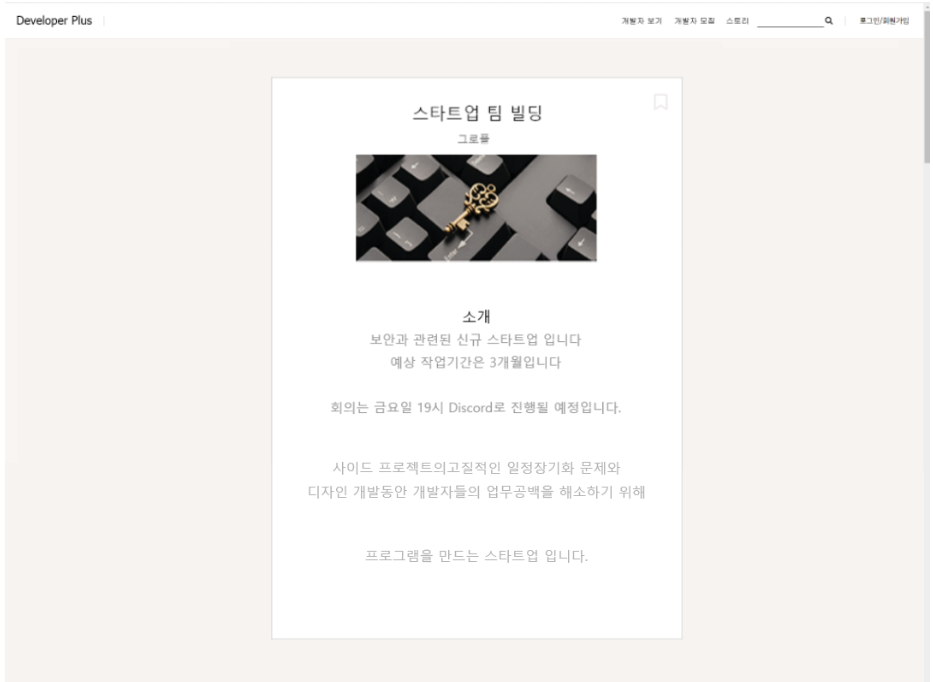 Developer Plus
개발자 보기 개발자 모집 스토리
로그인/회원가입
스타트업 팀 빌딩
그로플
소개
보안과 관련된 신규 스타트업 입니다
예상 작업기간은 3개월입니다
회의는 금요일 19시 Discord로 진행될 예정입니다.
사이드 프로젝트의고질적인 일정장기화 문제와
디자인 개발동안 개발자들의 업무공백을 해소하기 위해
프로그램을 만드는 스타트업 입니다.